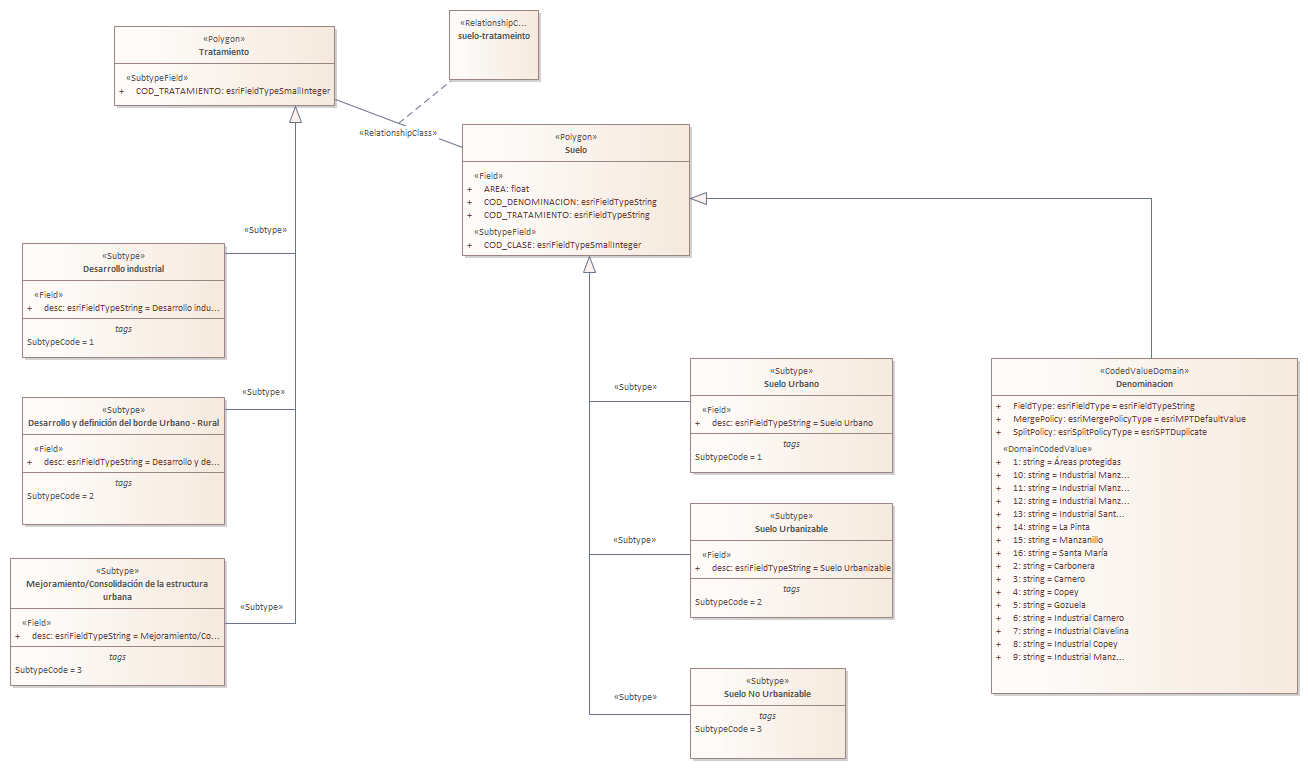 «Polygon»
Tratamiento
«SubtypeField»
+ COD_TRATAMIENTO: esriFieldTypeSmallInteger
«RelationshipC...
suelo-tratameinto
«RelationshipClass»
«Polygon»
Suelo
«Field»
+ AREA: float
+ COD_DENOMINACION: esriFieldTypeString
+ COD_TRATAMIENTO: esriFieldTypeString
«SubtypeField»
+ COD_CLASE: esriFieldTypeSmallInteger
«Subtype»
«Subtype»
Desarrollo industrial
«Field»
+ desc: esriFieldTypeString = Desarrollo indu...
tags
SubtypeCode = 1
«Subtype»
«Subtype»
Desarrollo y definición del borde Urbano - Rural
«Field»
+ desc: esriFieldTypeString = Desarrollo y de...
tags
SubtypeCode = 2
«Subtype»
«Subtype»
Mejoramiento/Consolidación de la estructura
urbana
«Field»
+ desc: esriFieldTypeString = Mejoramiento/Co...
tags
SubtypeCode = 3
«Subtype»
«Subtype»
Suelo Urbano
«Field»
+ desc: esriFieldTypeString = Suelo Urbano
tags
SubtypeCode = 1
«Subtype»
«Subtype»
Suelo Urbanizable
«Field»
+ desc: esriFieldTypeString = Suelo Urbanizable
tags
SubtypeCode = 2
«Subtype»
«Subtype»
Suelo No Urbanizable
tags
SubtypeCode = 3
«CodedValueDomain»
Denominacion
+ FieldType: esriFieldType = esriFieldTypeString
+ MergePolicy: esriMergePolicyType = esriMPTDefaultValue
+ SplitPolicy: esriSplitPolicyType = esriSPTDuplicate
«DomainCodedValue»
+ 1: string = Áreas protegidas
+ 10: string = Industrial Manz...
+ 11: string = Industrial Manz...
+ 12: string = Industrial Manz...
+ 13: string = Industrial Sant...
+ 14: string = La Pinta
+ 15: string = Manzanillo
+ 16: string = Santa María
+ 2: string = Carbonera
+ 3: string = Carnero
+ 4: string = Copey
+ 5: string = Gozuela
+ 6: string = Industrial Carnero
+ 7: string = Industrial Clavelina
+ 8: string = Industrial Copey
+ 9: string = Industrial Manz...